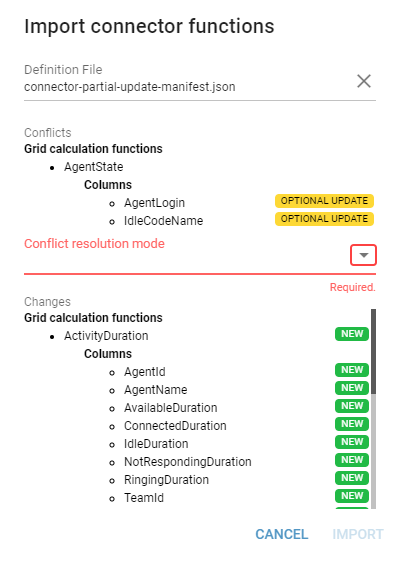 Import connector functions
Definition File
connector-partial-update-manifest.json
Conflicts
Grid calculation functions
AgentState
Columns
AgentLogin OPTIONAL UPDATE
IdleCodeName OPTIONAL UPDATE
Conflict resolution mode
Required.
Changes
Grid calculation functions
ActivityDuration NEW
Columns
AgentId NEW
AgentName NEW
AvailableDuration NEW
ConnectedDuration NEW
IdleDuration NEW
NotRespondingDuration NEW
RingingDuration NEW
TeamId NEW
CANCEL IMPORT